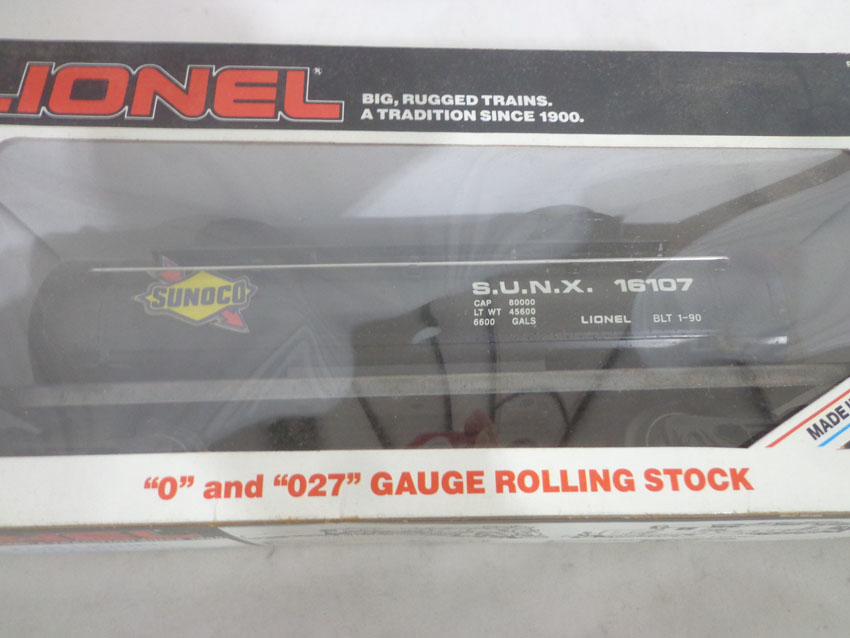 LIONEL
BIG, RUGGED TRAINS.
A TRADITION SINCE 1900.
SUNOCO
S.U.N.X. 16107
CAP 80000
LT WT 45600
6600 GALS
LIONEL BLT 1-90
MADE
"O" and "027" GAUGE ROLLING STOCK